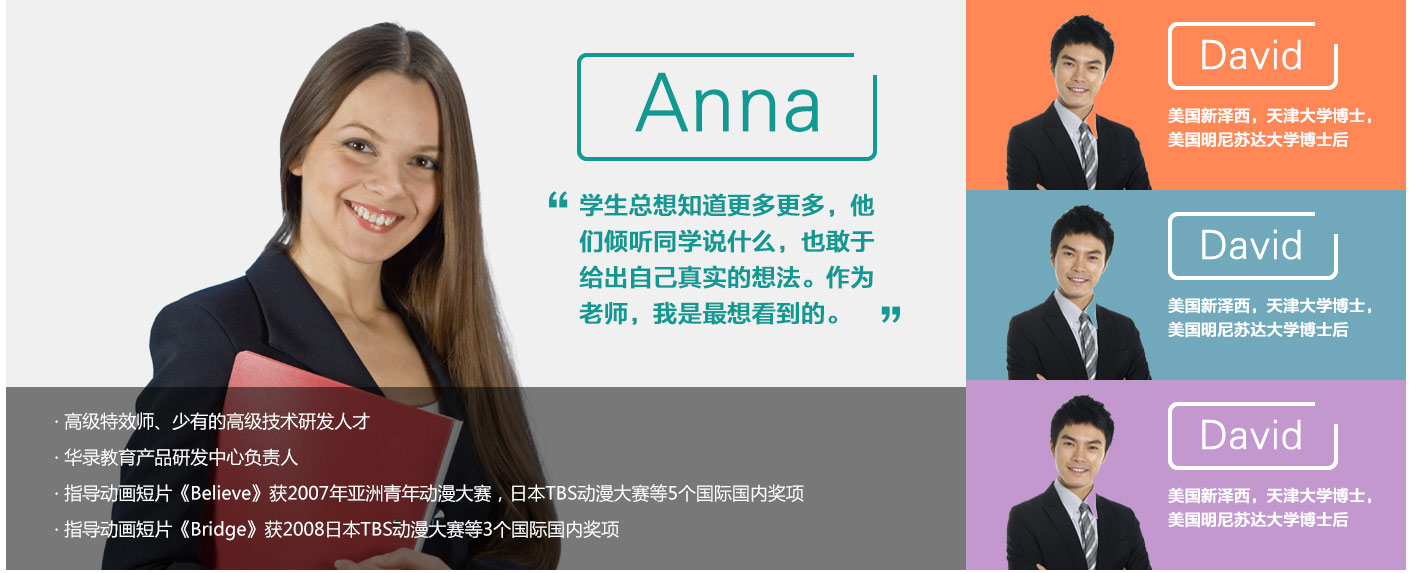 Anna
“ 学生总想知道更多更多，他
们倾听同学说什么，也敢于
给出自己真实的想法。作为
老师，我是最想看到的。 ”
· 高级特效师、少有的高级技术研发人才
· 华录教育产品研发中心负责人
· 指导动画短片《Believe》获2007年亚洲青年动漫大赛，日本TBS动漫大赛等5个国际国内奖项
· 指导动画短片《Bridge》获2008日本TBS动漫大赛等3个国际国内奖项
David
美国新泽西，天津大学博士，
美国明尼苏达大学博士后
David
美国新泽西，天津大学博士，
美国明尼苏达大学博士后
David
美国新泽西，天津大学博士，
美国明尼苏达大学博士后